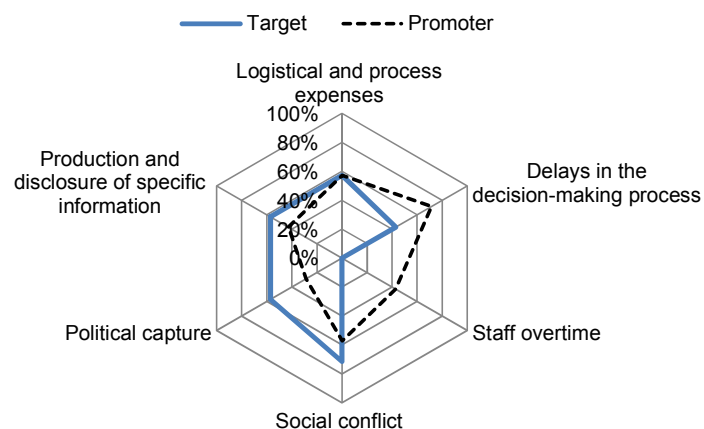 Target
Promoter
Logistical and process
expenses
100%
80%
60%
40%
20%
0%
Production and
disclosure of specific
information
Delays in the
decision-making process
Political capture
Staff overtime
Social conflict